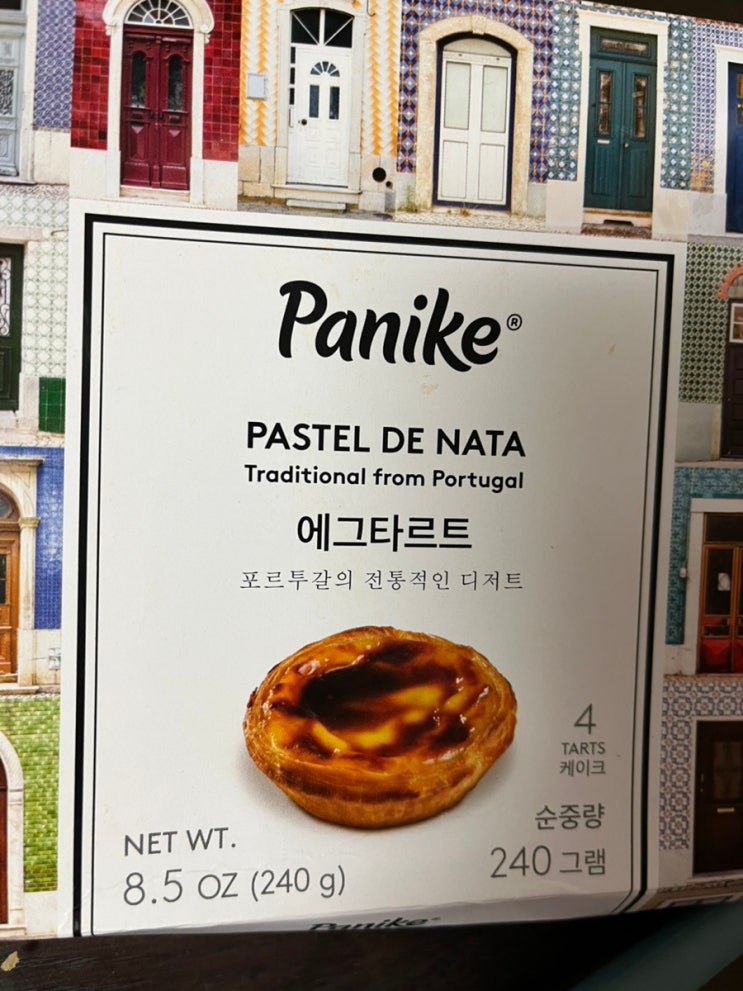 Panike®
PASTEL DE NATA
Traditional from Portugal
에그타르트
포르투갈의 전통적인 디저트
4
TARTS
케이크
NET WT.
8.5 OZ (240 g)
순중량
240 그램
Panike®